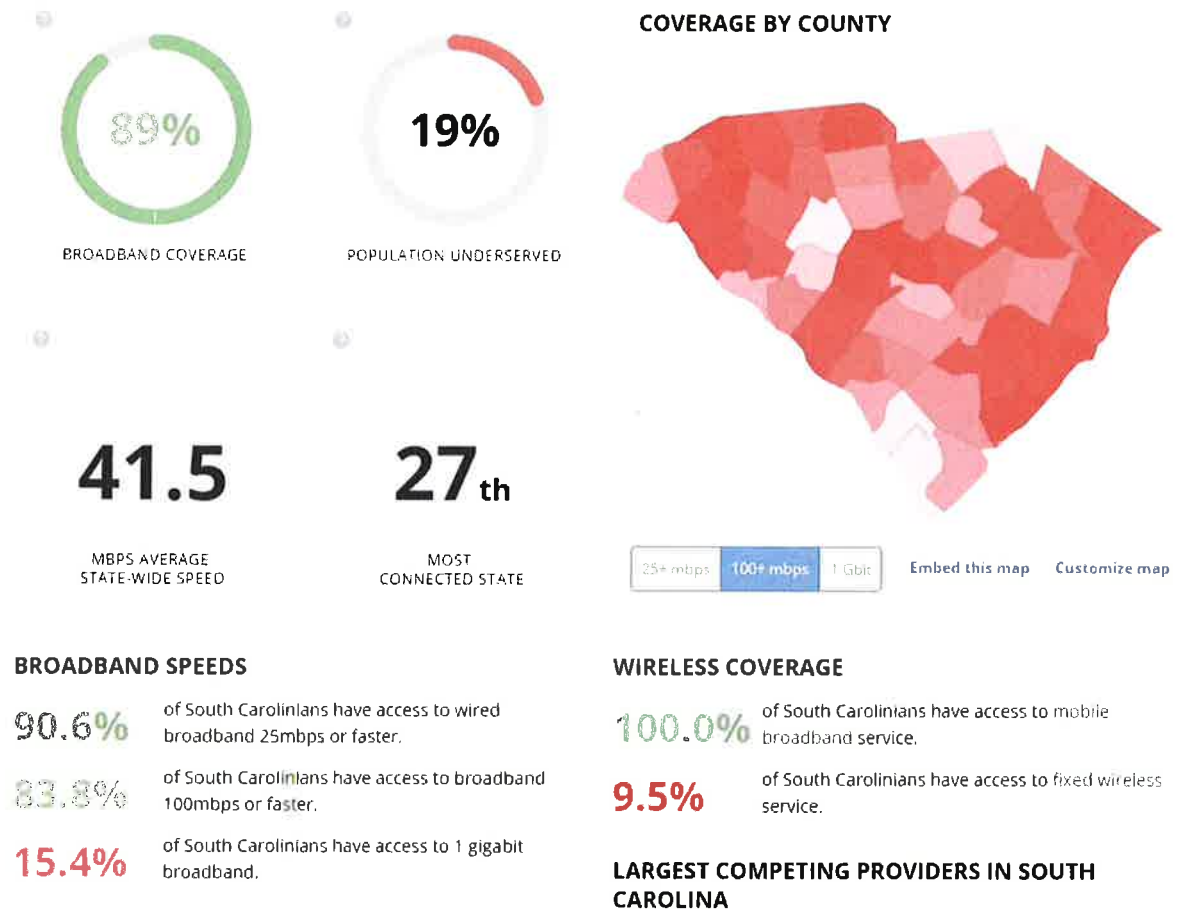 89%
BROADBAND COVERAGE
19%
POPULATION UNDERSERVED
41.5
MBPS AVERAGE
STATE-WIDE SPEED
27th
MOST
CONNECTED STATE
COVERAGE BY COUNTY
25+ mbps
100+ mbps
1 Gbit
Embed this map
Customize map
BROADBAND SPEEDS
90.6%
of South Carolinians have access to wired
broadband 25mbps or faster.
83.8%
of South Carolinians have access to broadband
100mbps or faster.
15.4%
of South Carolinians have access to 1 gigabit
broadband.
WIRELESS COVERAGE
100.0%
of South Carolinians have access to mobile
broadband service.
9.5%
of South Carolinians have access to fixed wireless
service.
LARGEST COMPETING PROVIDERS IN SOUTH
CAROLINA